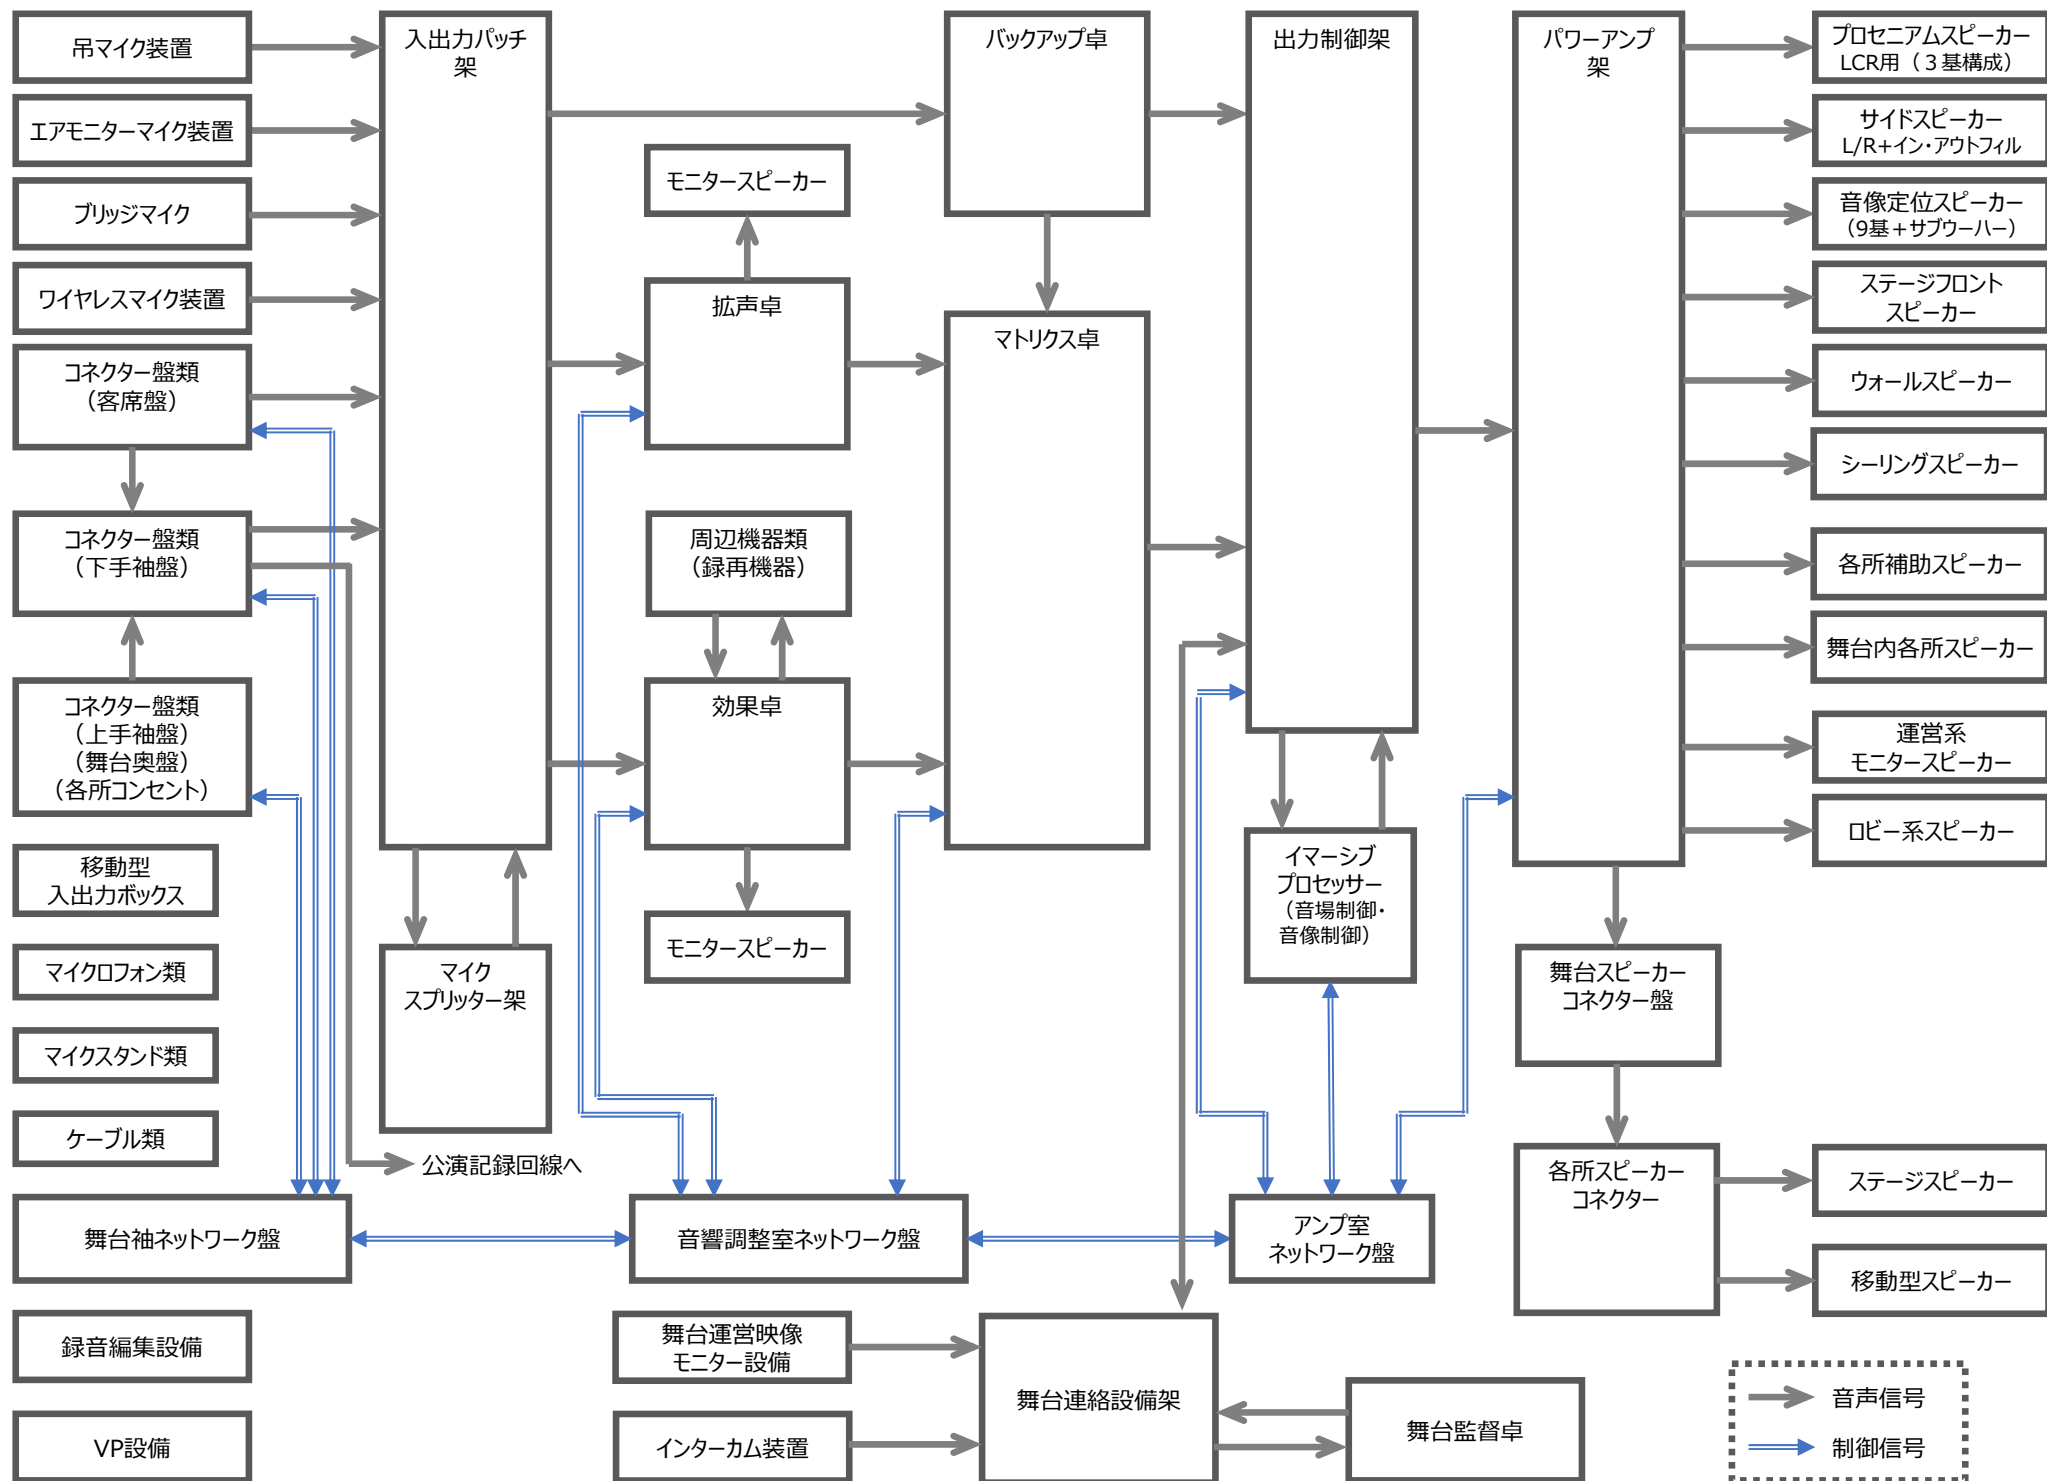 吊マイク装置
エアモニターマイク装置
ブリッジマイク
ワイヤレスマイク装置
コネクター盤類
（客席盤）
コネクター盤類
（下手袖盤）
コネクター盤類
（上手袖盤）
（舞台奥盤）
（各所コンセント）
移動型
入出力ボックス
マイクロフォン類
マイクスタンド類
ケーブル類
舞台袖ネットワーク盤
録音編集設備
VP設備
入出力パッチ
架
マイク
スプリッター架
公演記録回線へ
モニタースピーカー
拡声卓
周辺機器類
（録再機器）
効果卓
モニタースピーカー
音響調整室ネットワーク盤
舞台運営映像
モニター設備
インターカム装置
バックアップ卓
マトリクス卓
舞台連絡設備架
出力制御架
イマーシブ
プロセッサー
（音場制御・
音像制御）
アンプ室
ネットワーク盤
舞台監督卓
パワーアンプ
架
舞台スピーカー
コネクター盤
各所スピーカー
コネクター
プロセニアムスピーカー
LCR用（３基構成）
サイドスピーカー
L/R+イン・アウトフィル
音像定位スピーカー
（9基＋サブウーハー）
ステージフロント
スピーカー
ウォールスピーカー
シーリングスピーカー
各所補助スピーカー
舞台内各所スピーカー
運営系
モニタースピーカー
ロビー系スピーカー
ステージスピーカー
移動型スピーカー
音声信号
制御信号